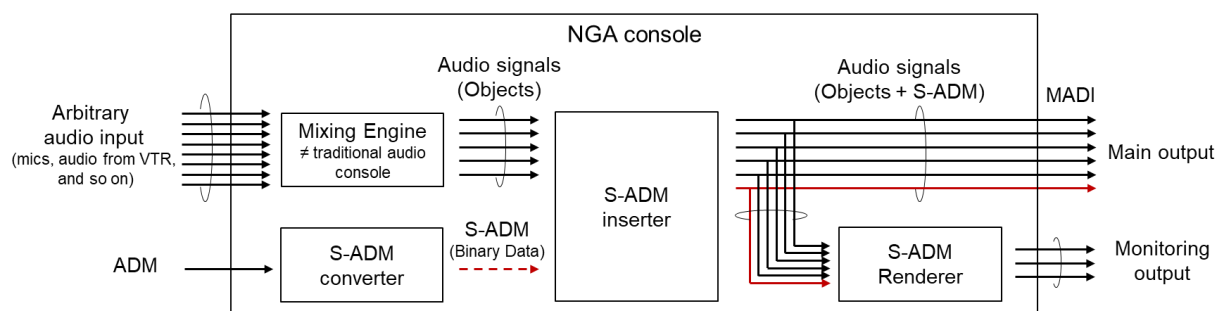 NGA console
Arbitrary
audio input
(mics, audio from VTR,
and so on)
Mixing Engine
≠ traditional audio
console
Audio signals
(Objects)
ADM
S-ADM
converter
S-ADM
(Binary Data)
S-ADM
inserter
Audio signals
(Objects + S-ADM)
MADI
Main output
S-ADM
Renderer
Monitoring
output